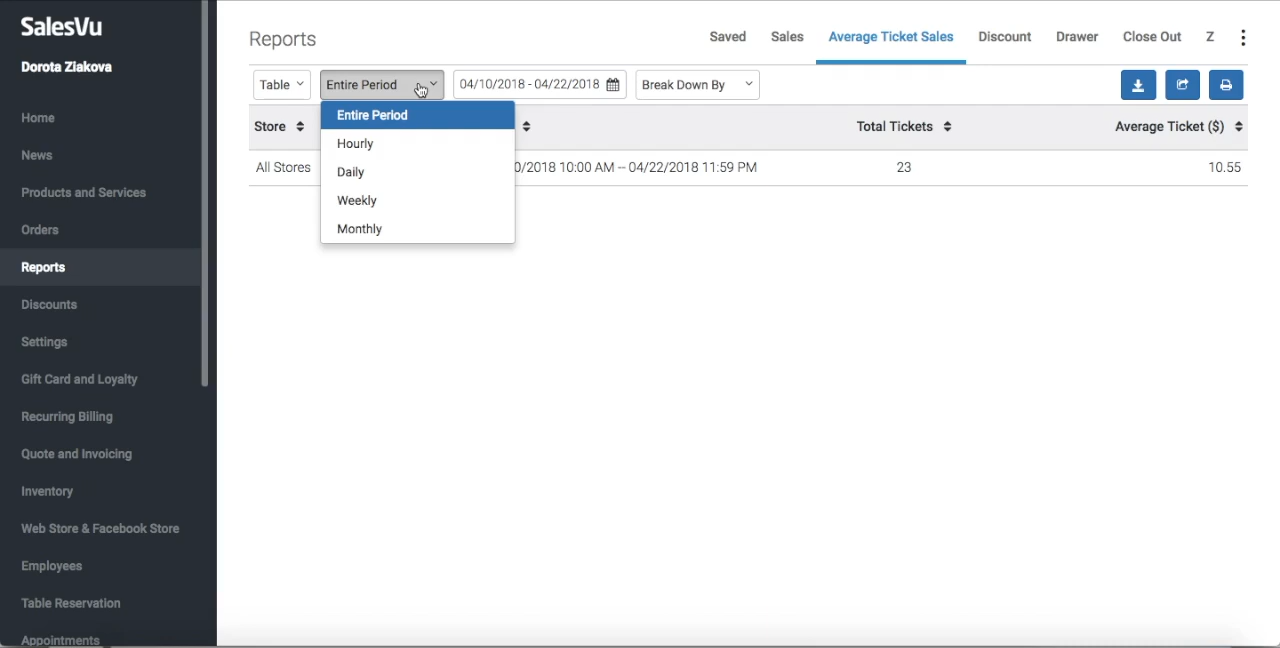 SalesVu
Dorota Ziakova
Home
News
Products and Services
Orders
Reports
Discounts
Settings
Gift Card and Loyalty
Recurring Billing
Quote and Invoicing
Inventory
Web Store & Facebook Store
Employees
Table Reservation
Appointments
Reports
Saved Sales Average Ticket Sales Discount Drawer Close Out Z
Table Entire Period 04/10/2018 - 04/22/2018 Break Down By
Entire Period
Hourly
Daily
Weekly
Monthly
Store Total Tickets Average Ticket ($)
All Stores 0/2018 10:00 AM -- 04/22/2018 11:59 PM 23 10.55